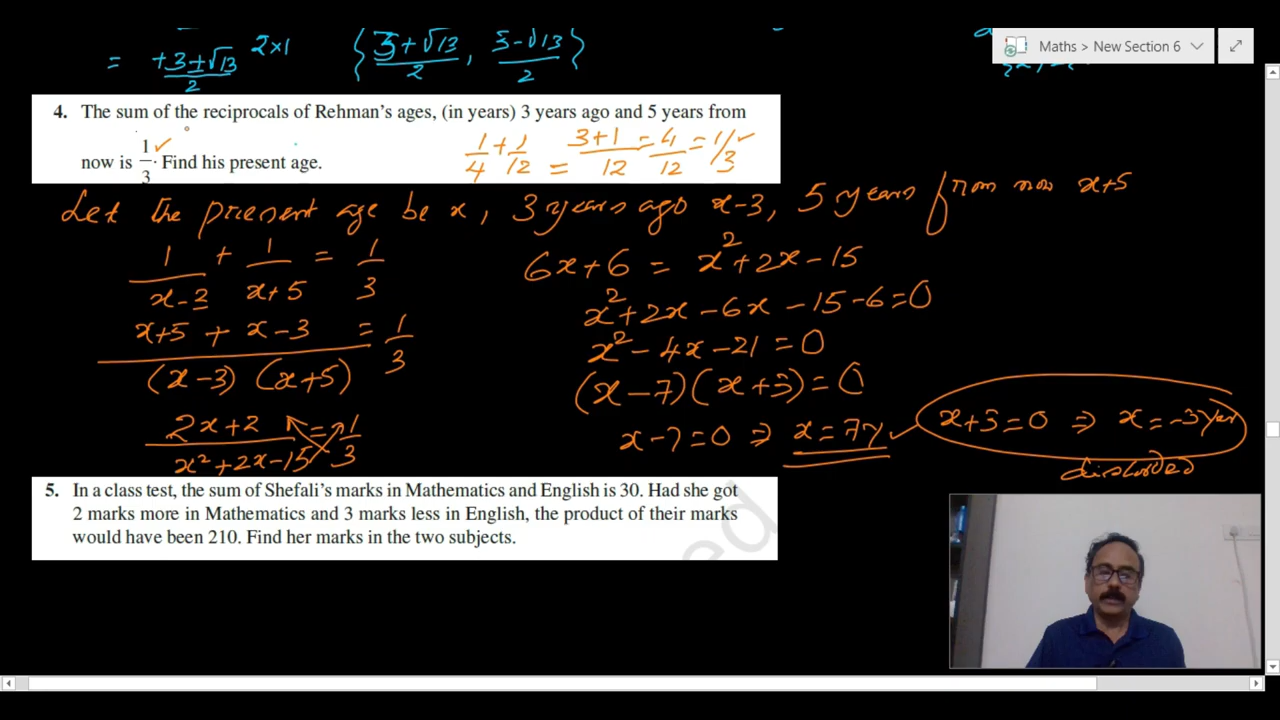 = +3±√13/2 2×1 {3+√13/2, 3-√13/2}
Maths > New Section 6
4. The sum of the reciprocals of Rehman's ages, (in years) 3 years ago and 5 years from
now is 1/3. Find his present age.
1/4 + 1/12 = 3+1/12 = 4/12 = 1/3
Let the present age be x, 3 years ago x-3, 5 years from now x+5
1/x-3 + 1/x+5 = 1/3
x+5 + x-3/(x-3)(x+5) = 1/3
2x+2/x²+2x-15 = 1/3
6x+6 = x²+2x-15
x²+2x-6x-15-6=0
x²-4x-21=0
(x-7)(x+3)=0
x-7=0 ⇒ x=7y
x+3=0 ⇒ x=-3 year
5. In a class test, the sum of Shefali's marks in Mathematics and English is 30. Had she got
2 marks more in Mathematics and 3 marks less in English, the product of their marks
would have been 210. Find her marks in the two subjects.